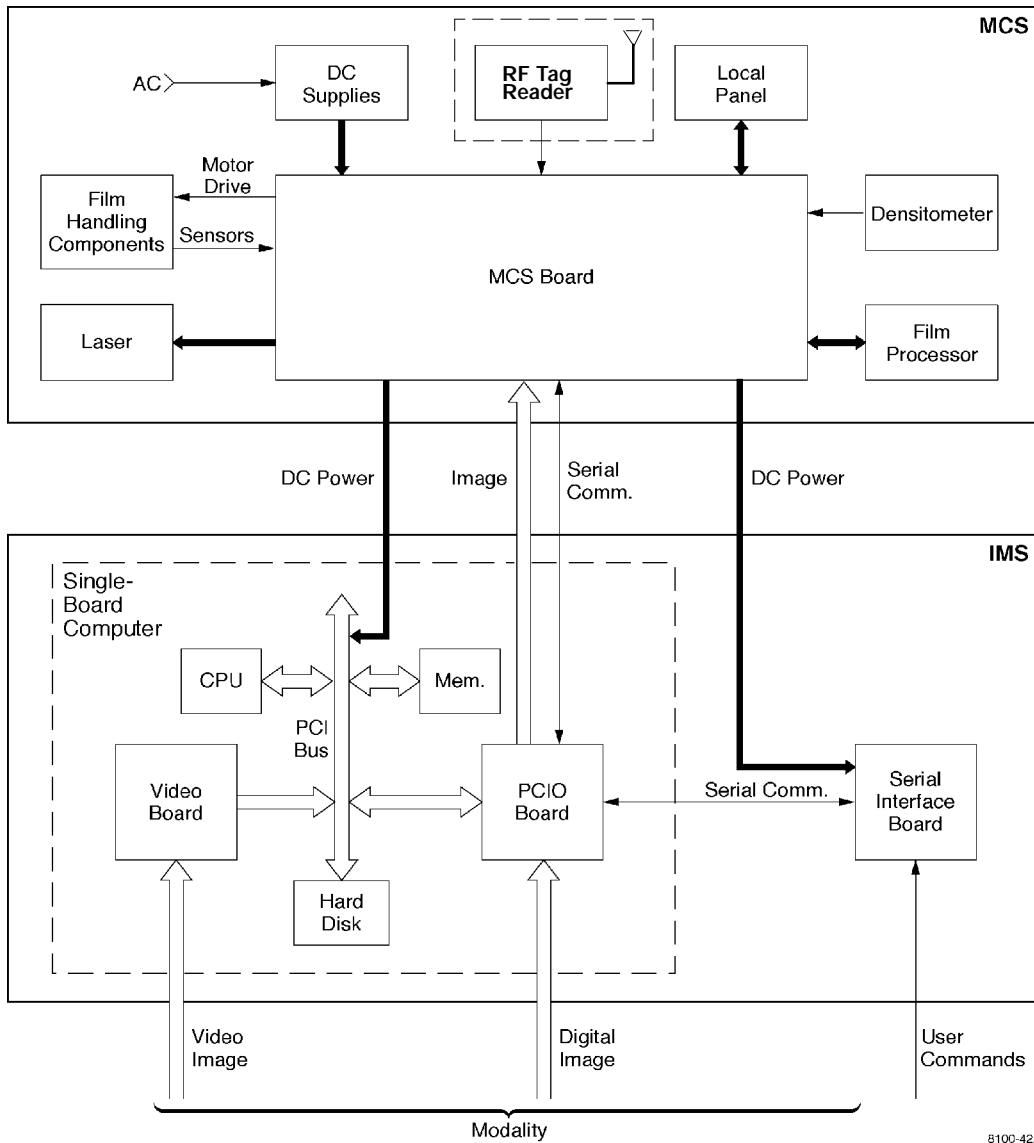 MCS
AC
DC
Supplies
RF Tag
Reader
Local
Panel
Motor
Drive
Film
Handling
Components
Sensors
Densitometer
MCS Board
Laser
Film
Processor
DC Power
Image
Serial
Comm.
DC Power
IMS
Single-
Board
Computer
CPU
Mem.
PCI
Bus
Video
Board
PCIO
Board
Serial Comm.
Serial
Interface
Board
Hard
Disk
Video
Image
Digital
Image
User
Commands
Modality
8100-42